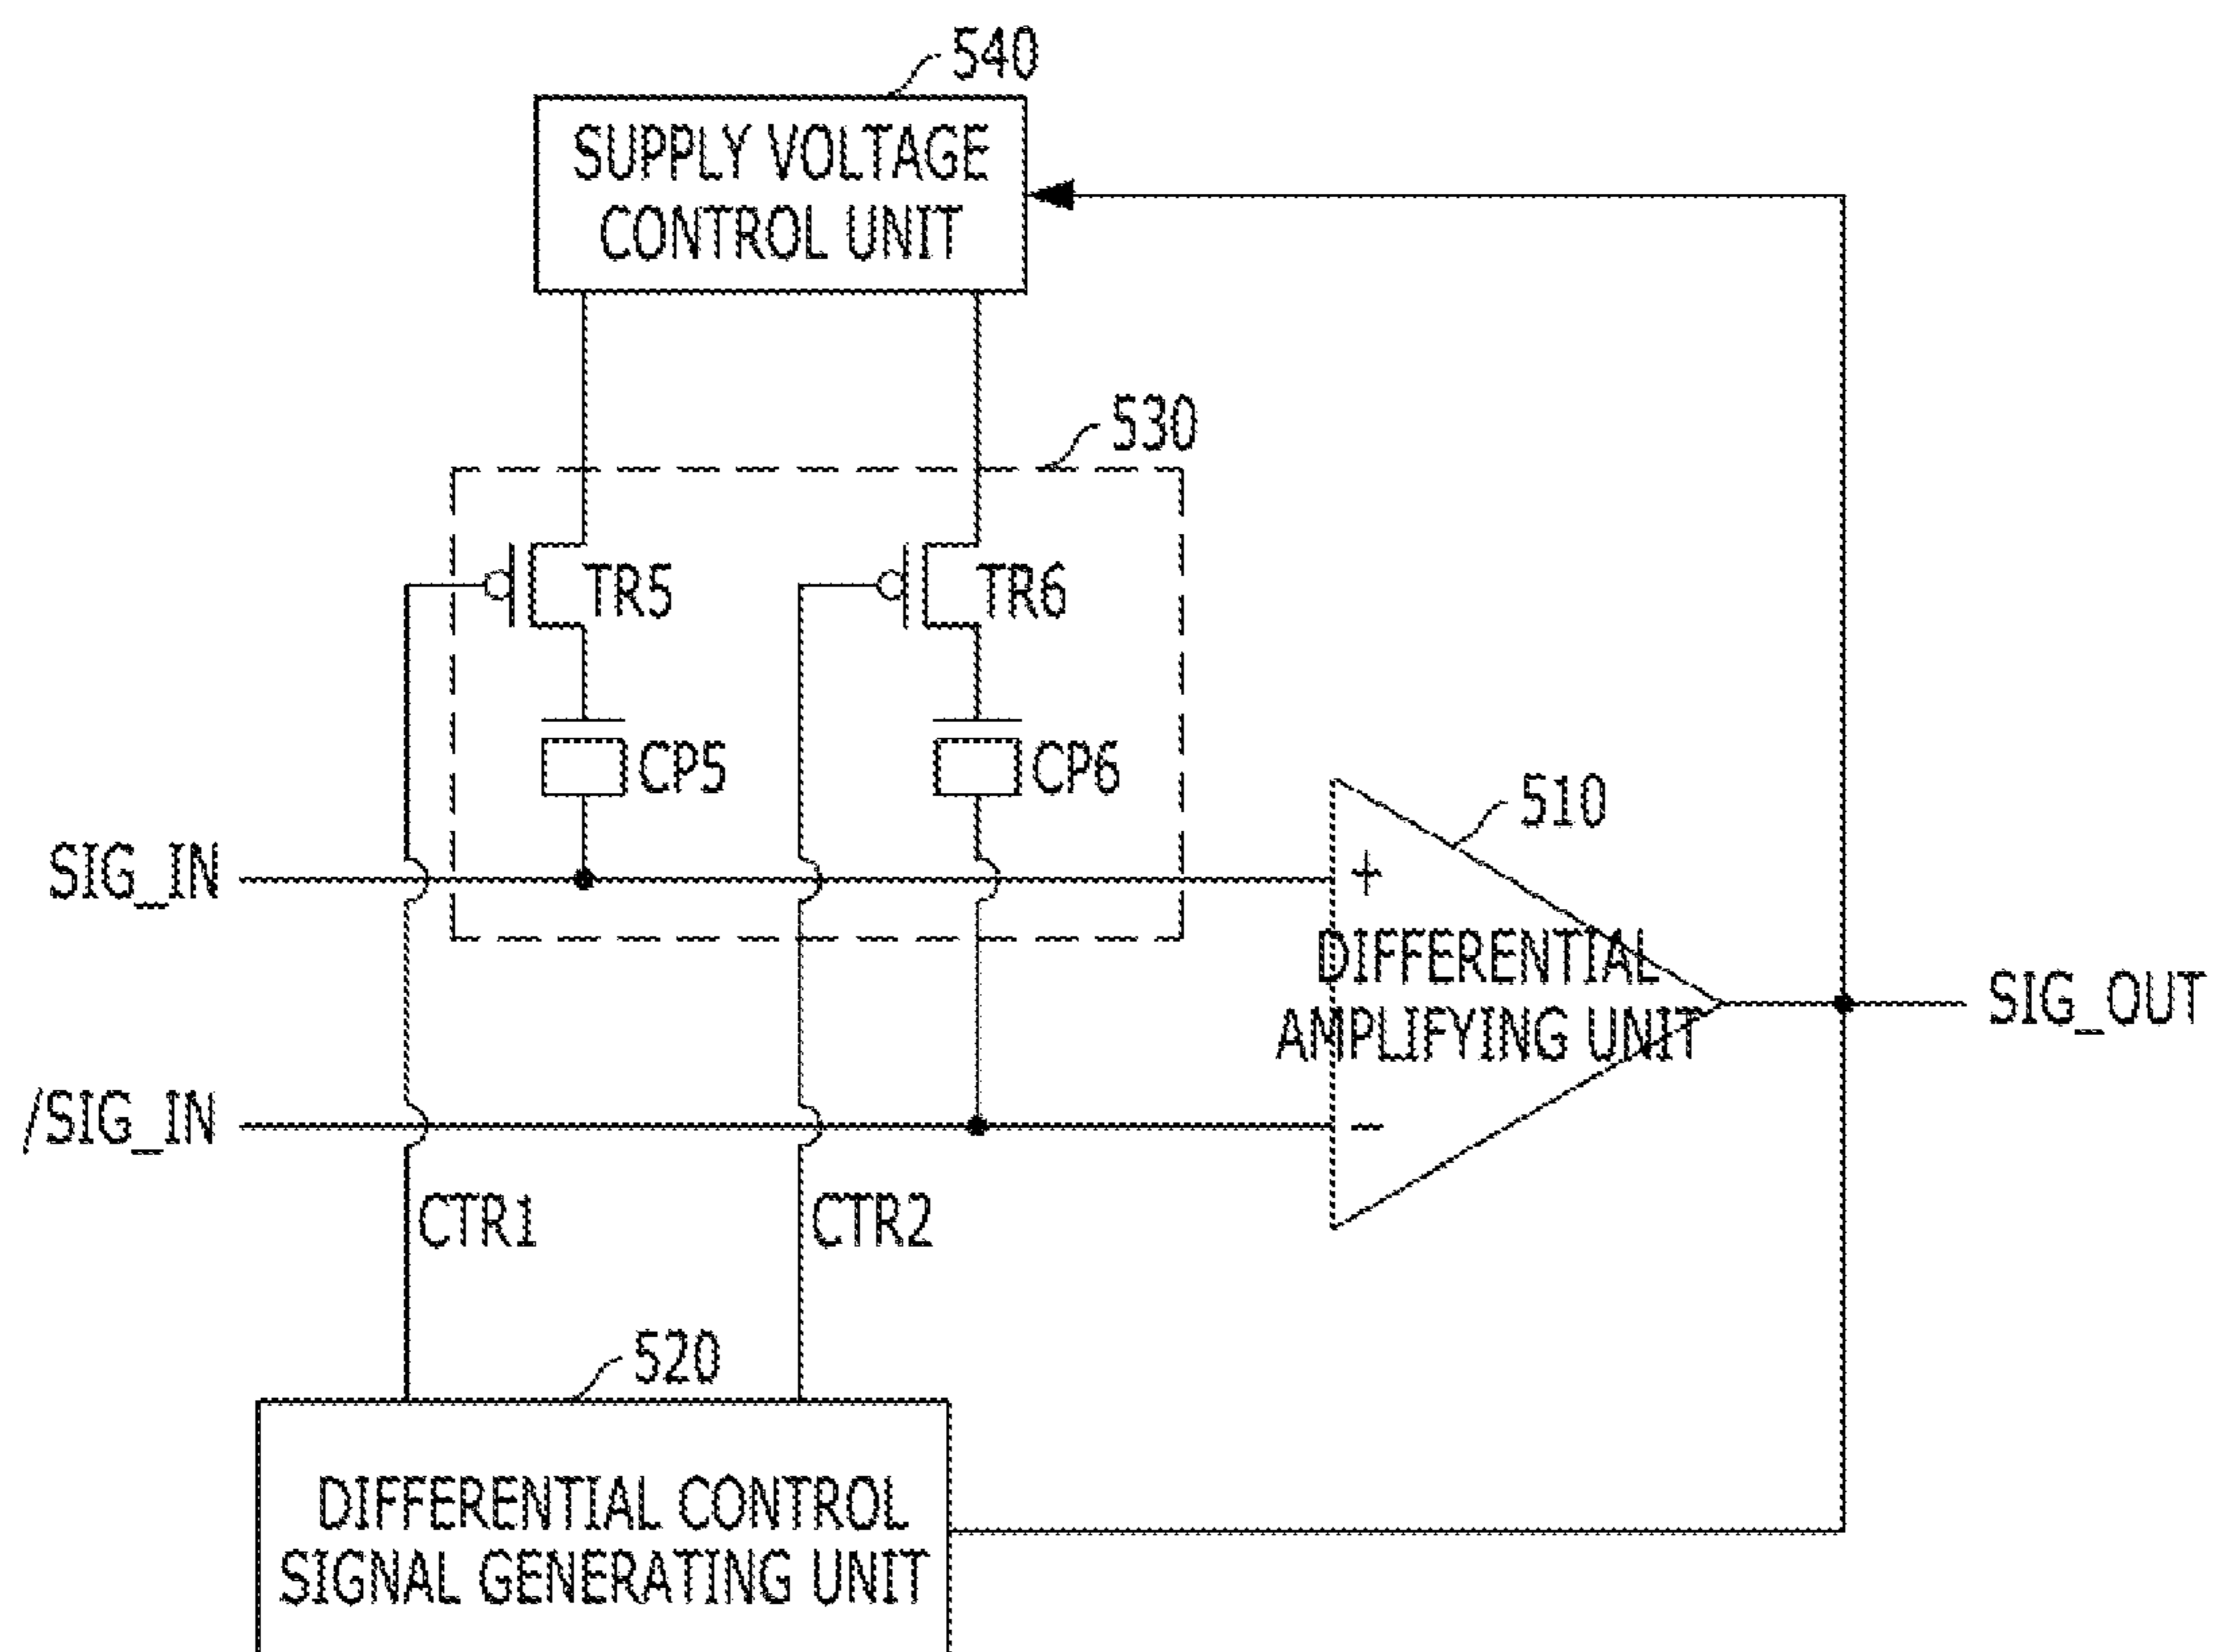 540
SUPPLY VOLTAGE
CONTROL UNIT
530
TR5
TR6
CP5
CP6
510
SIG_IN
+
DIFFERENTIAL
AMPLIFYING UNIT
SIG_OUT
/SIG_IN
−
CTR1
CTR2
520
DIFFERENTIAL CONTROL
SIGNAL GENERATING UNIT